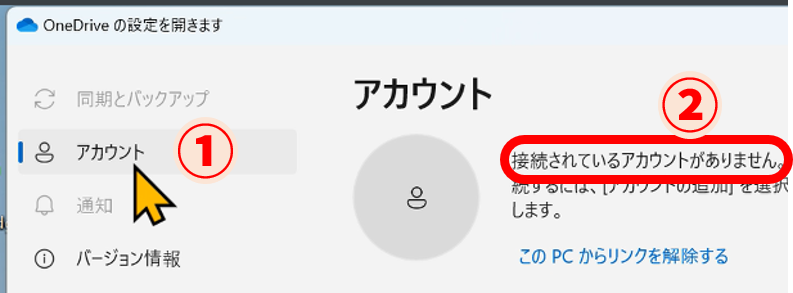 OneDrive の設定を開きます
同期とバックアップ
アカウント
1
通知
バージョン情報
アカウント
2
接続されているアカウントがありません。
続するには、[アカウントの追加] を選択
します。
この PC からリンクを解除する